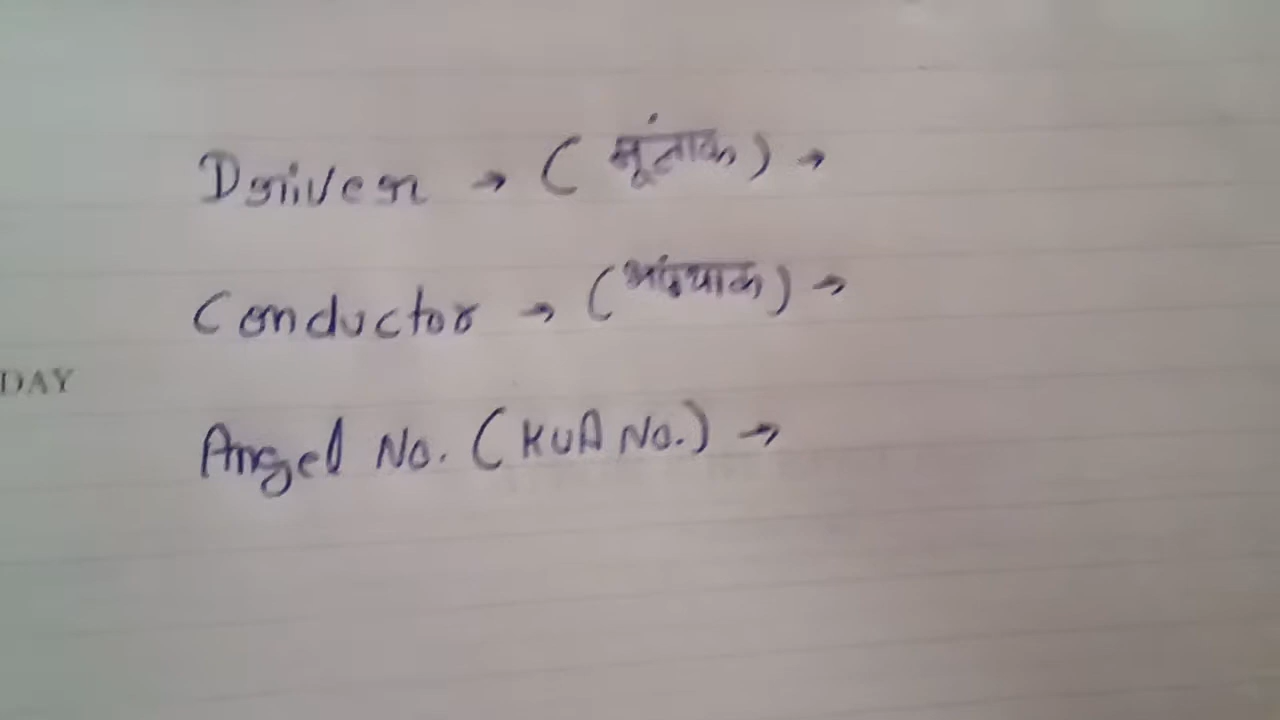 Driver → (मूलांक) →
Conductor → (भाग्यांक) →
DAY
Angel No. (KUA No.) →